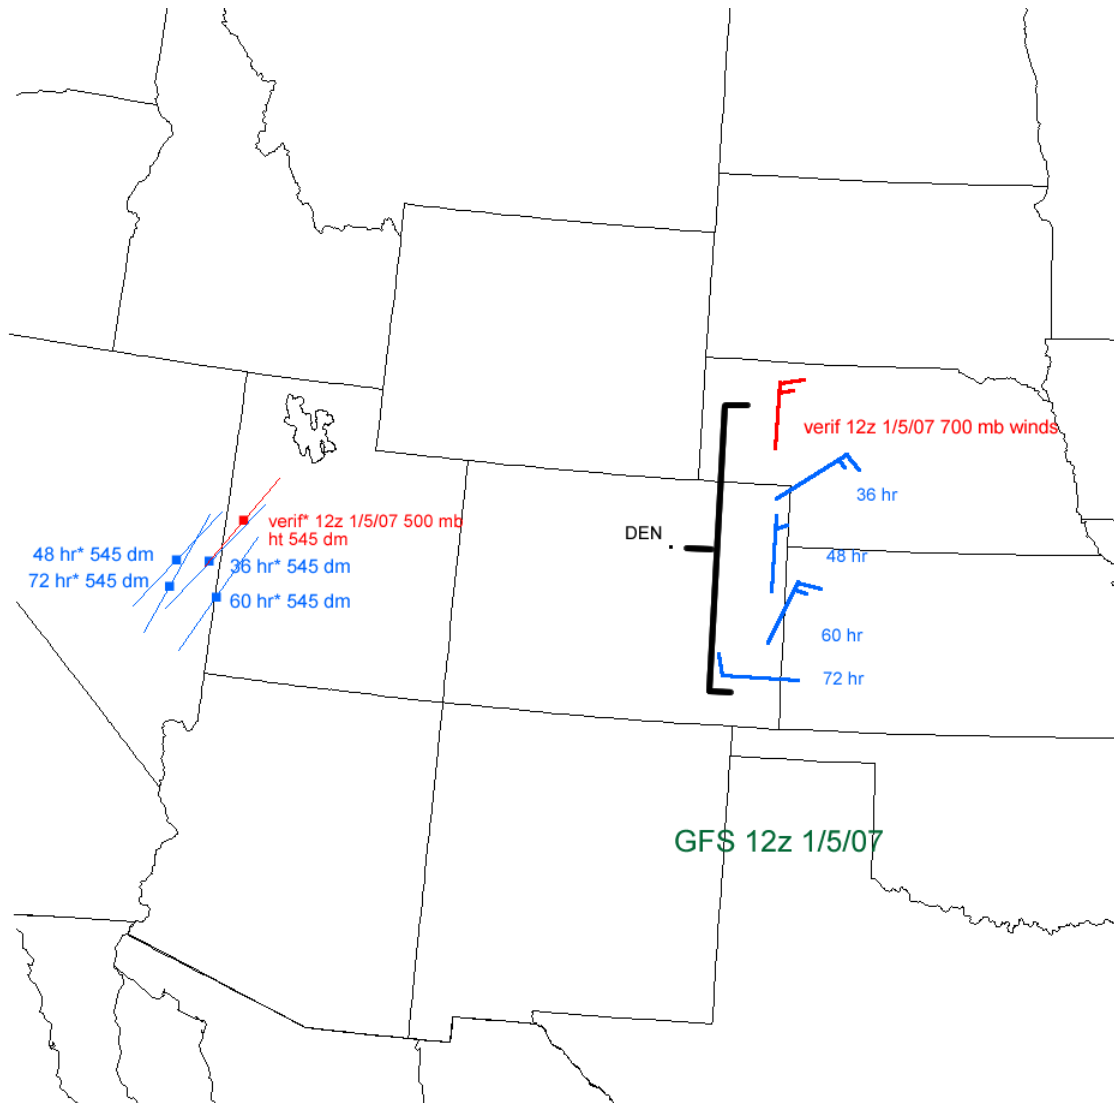 verif 12z 1/5/07 700 mb winds
36 hr
verif* 12z 1/5/07 500 mb
ht 545 dm
DEN
48 hr* 545 dm
48 hr
36 hr* 545 dm
72 hr* 545 dm
60 hr* 545 dm
60 hr
72 hr
GFS 12z 1/5/07